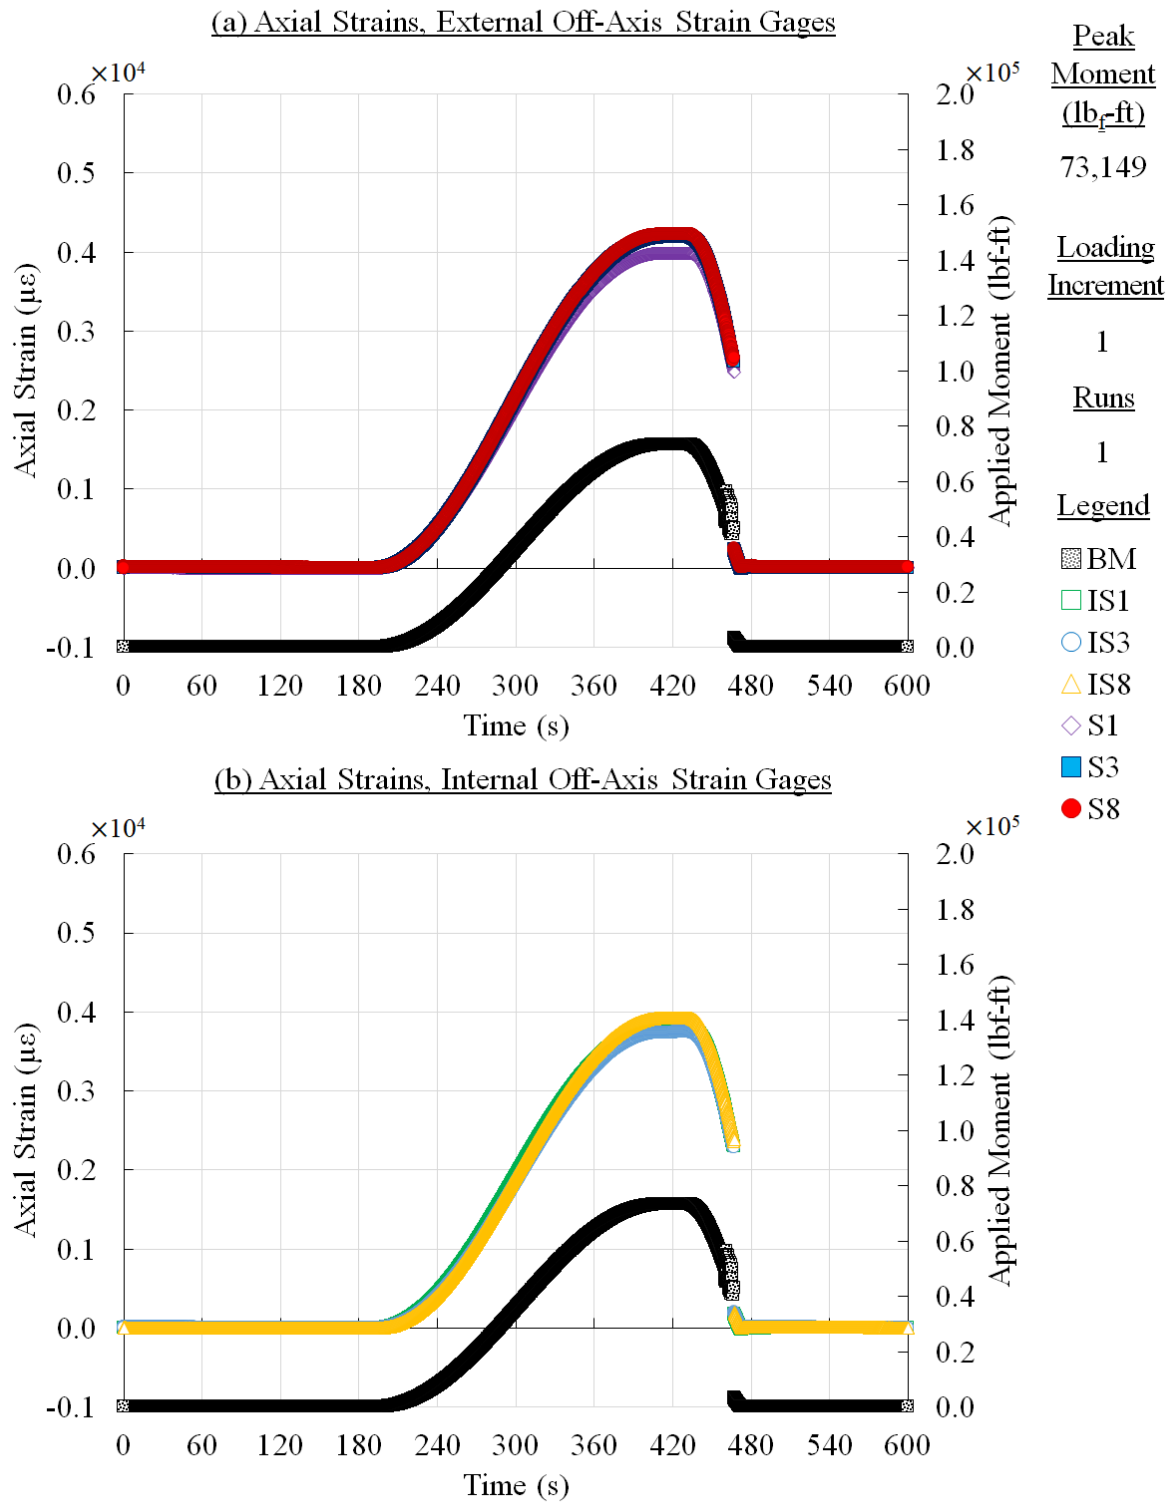 (a) Axial Strains, External Off-Axis Strain Gages
×10⁴
×10⁵
0.6
0.5
0.4
0.3
0.2
0.1
0.0
-0.1
Axial Strain (με)
2.0
1.8
1.6
1.4
1.2
1.0
0.8
0.6
0.4
0.2
0.0
Applied Moment (lbf-ft)
0 60 120 180 240 300 360 420 480 540 600
Time (s)
(b) Axial Strains, Internal Off-Axis Strain Gages
×10⁴
×10⁵
0.6
0.5
0.4
0.3
0.2
0.1
0.0
-0.1
Axial Strain (με)
2.0
1.8
1.6
1.4
1.2
1.0
0.8
0.6
0.4
0.2
0.0
Applied Moment (lbf-ft)
0 60 120 180 240 300 360 420 480 540 600
Time (s)
Peak
Moment
(lbf-ft)
73,149
Loading
Increment
1
Runs
1
Legend
BM
IS1
IS3
IS8
S1
S3
S8